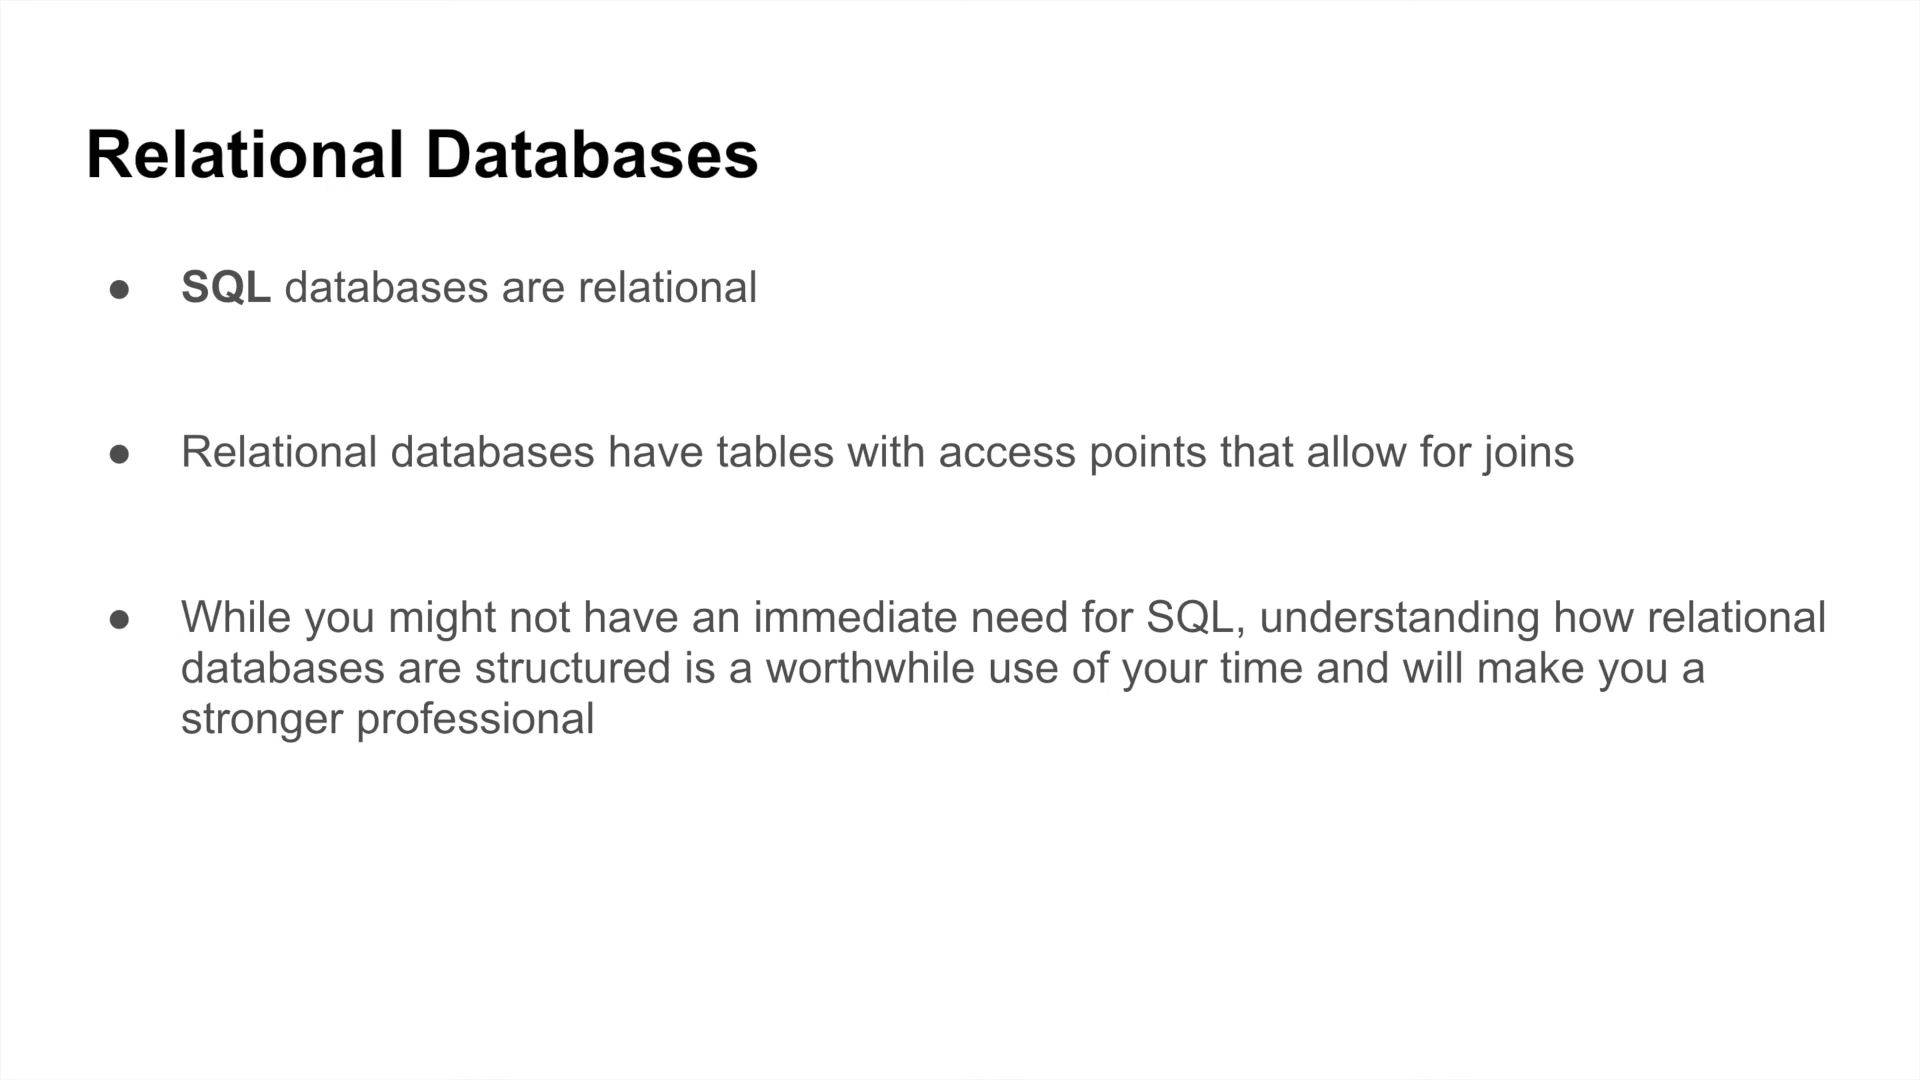 Relational Databases
● SQL databases are relational
● Relational databases have tables with access points that allow for joins
● While you might not have an immediate need for SQL, understanding how relational
databases are structured is a worthwhile use of your time and will make you a
stronger professional